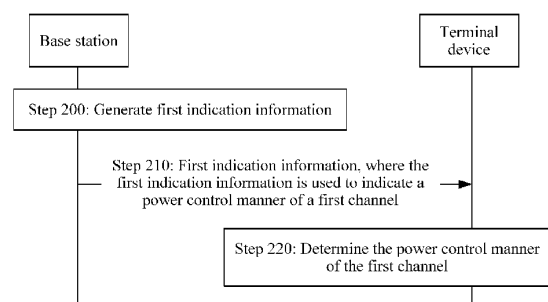 Base station
Terminal
device
Step 200: Generate first indication information
Step 210: First indication information, where the
first indication information is used to indicate a
power control manner of a first channel
Step 220: Determine the power control manner
of the first channel